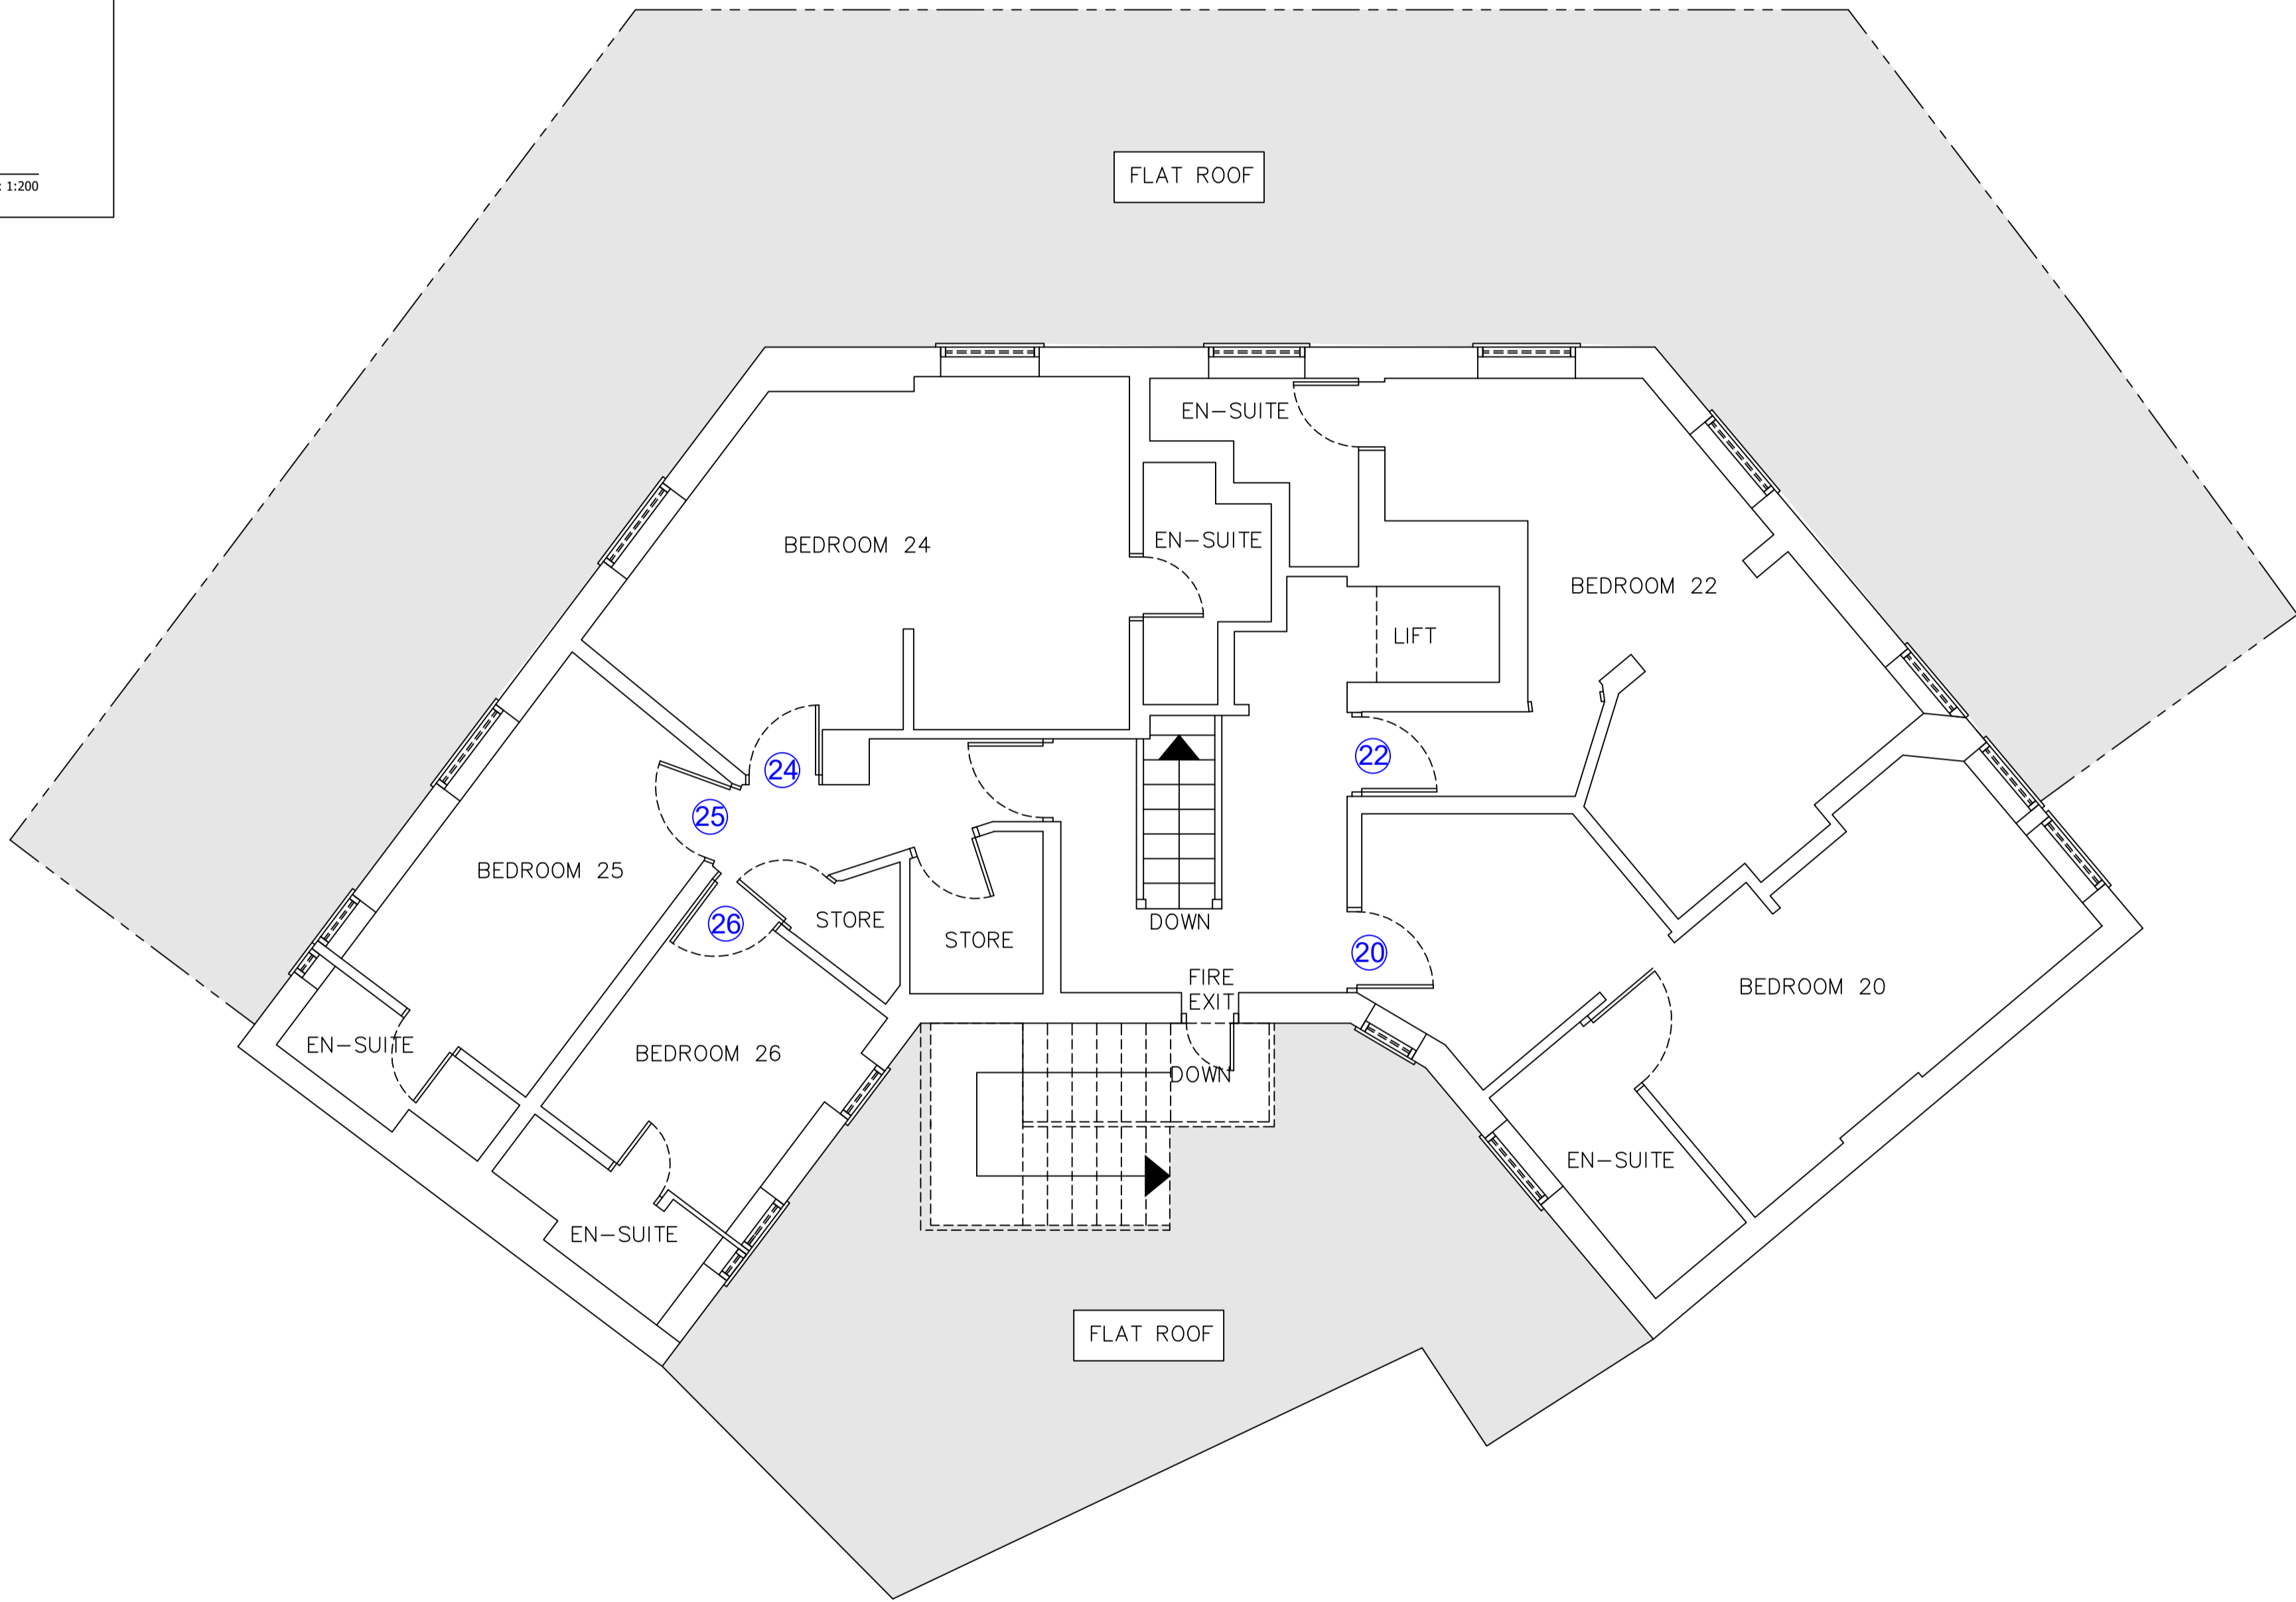 : 1:200
FLAT ROOF
EN-SUITE
BEDROOM 24
EN-SUITE
BEDROOM 22
LIFT
24
22
25
BEDROOM 25
26
STORE
STORE
DOWN
20
FIRE
EXIT
BEDROOM 20
EN-SUITE
BEDROOM 26
DOWN
EN-SUITE
EN-SUITE
FLAT ROOF